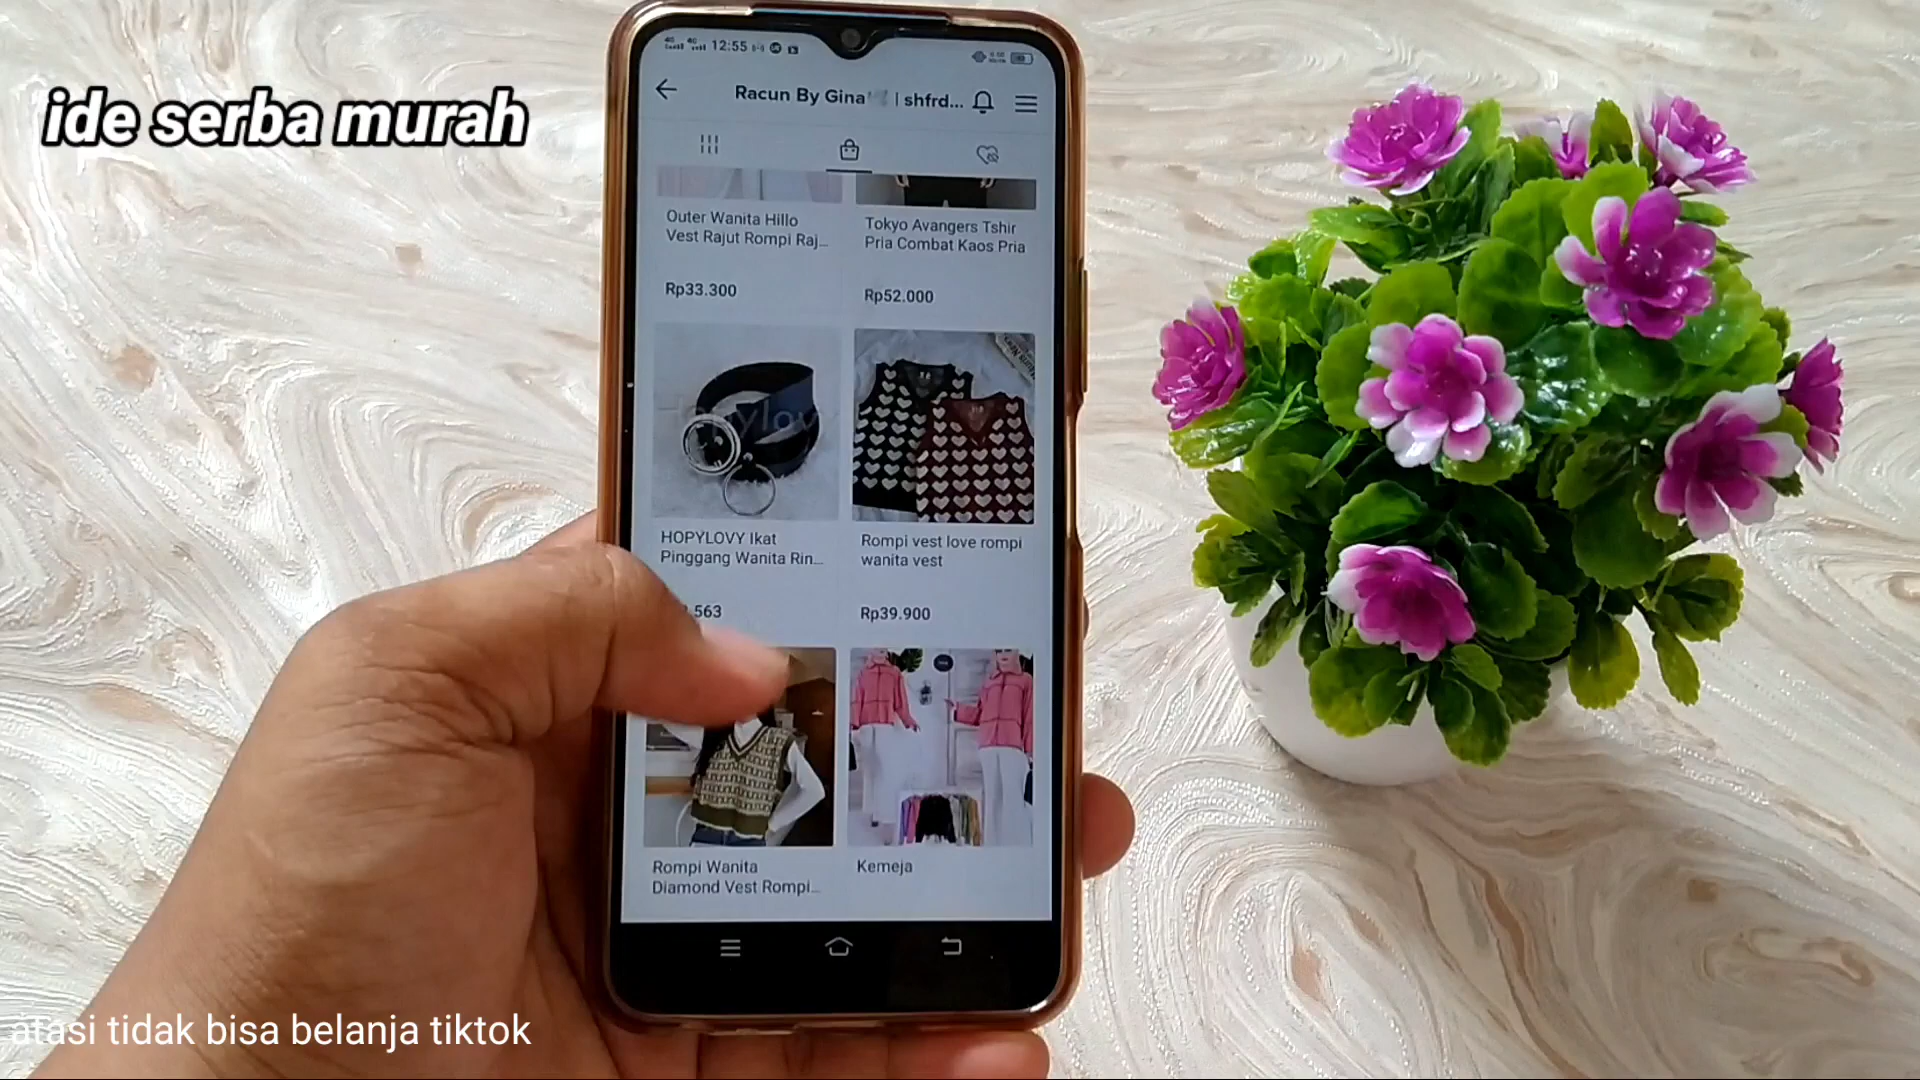 ide serba murah
12:55
Racun By Gina | shfrd...
Outer Wanita Hillo
Vest Rajut Rompi Raj...
Rp33.300
Tokyo Avangers Tshir
Pria Combat Kaos Pria
Rp52.000
HOPYLOVY Ikat
Pinggang Wanita Rin...
563
Rompi vest love rompi
wanita vest
Rp39.900
Rompi Wanita
Diamond Vest Rompi...
Kemeja
atasi tidak bisa belanja tiktok